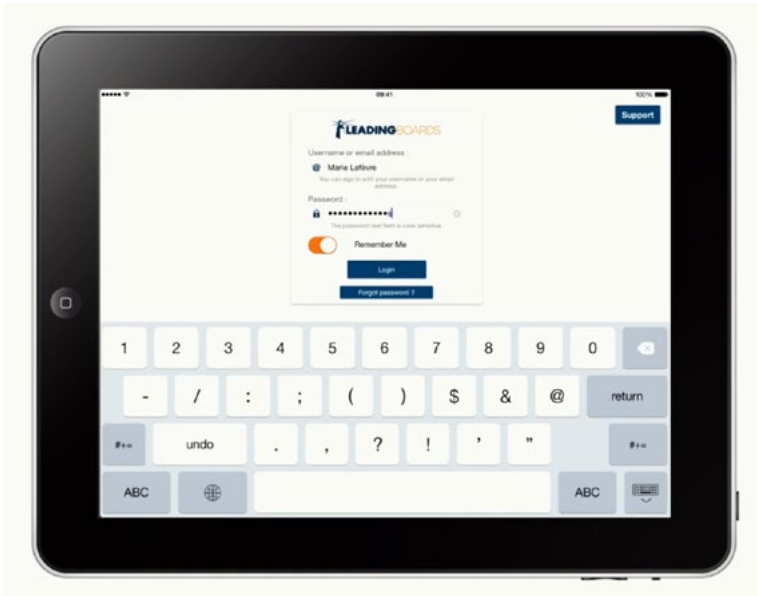 09:41
100%
Support
LEADINGBOARDS
Username or email address :
Marie Lefèvre
You can sign in with your username or your email
address.
Password :
••••••••••••s
The password text field is case sensitive.
Remember Me
Login
Forgot password ?
1 2 3 4 5 6 7 8 9 0
- / : ; ( ) $ & @ return
#+= undo . , ? ! ' " #+=
ABC ABC